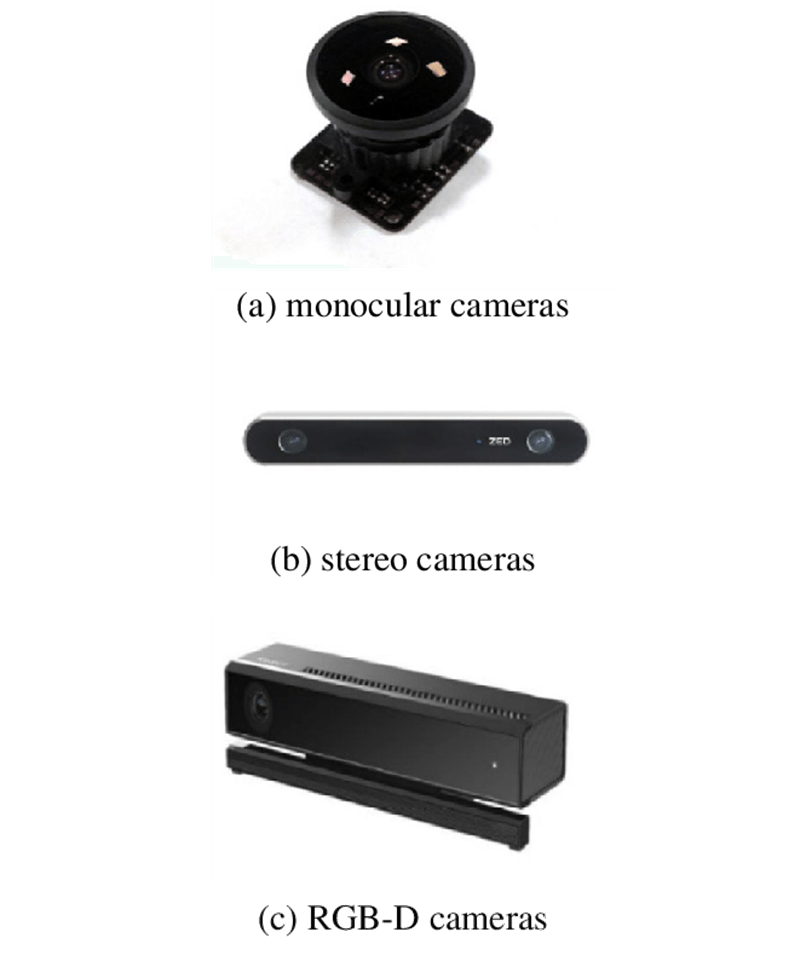 (a) monocular cameras
ZED
(b) stereo cameras
(c) RGB-D cameras